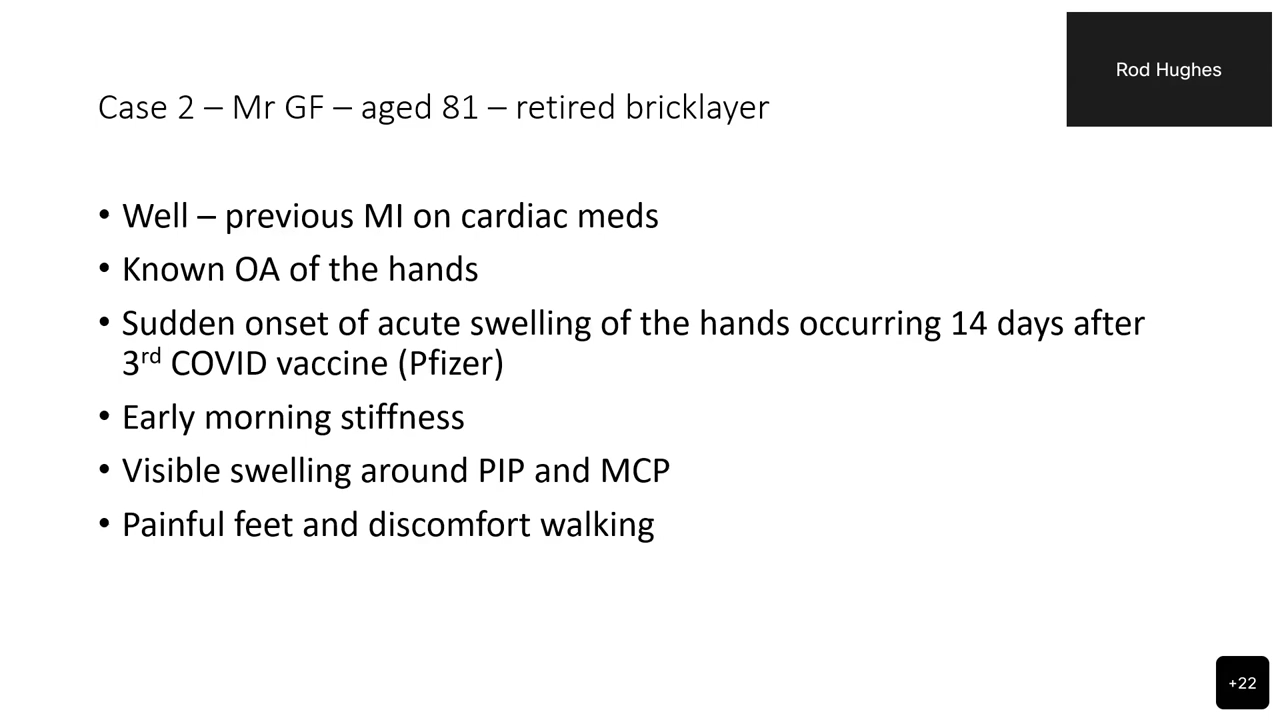 Rod Hughes
Case 2 – Mr GF – aged 81 – retired bricklayer
• Well – previous MI on cardiac meds
• Known OA of the hands
• Sudden onset of acute swelling of the hands occurring 14 days after
3rd COVID vaccine (Pfizer)
• Early morning stiffness
• Visible swelling around PIP and MCP
• Painful feet and discomfort walking
+22